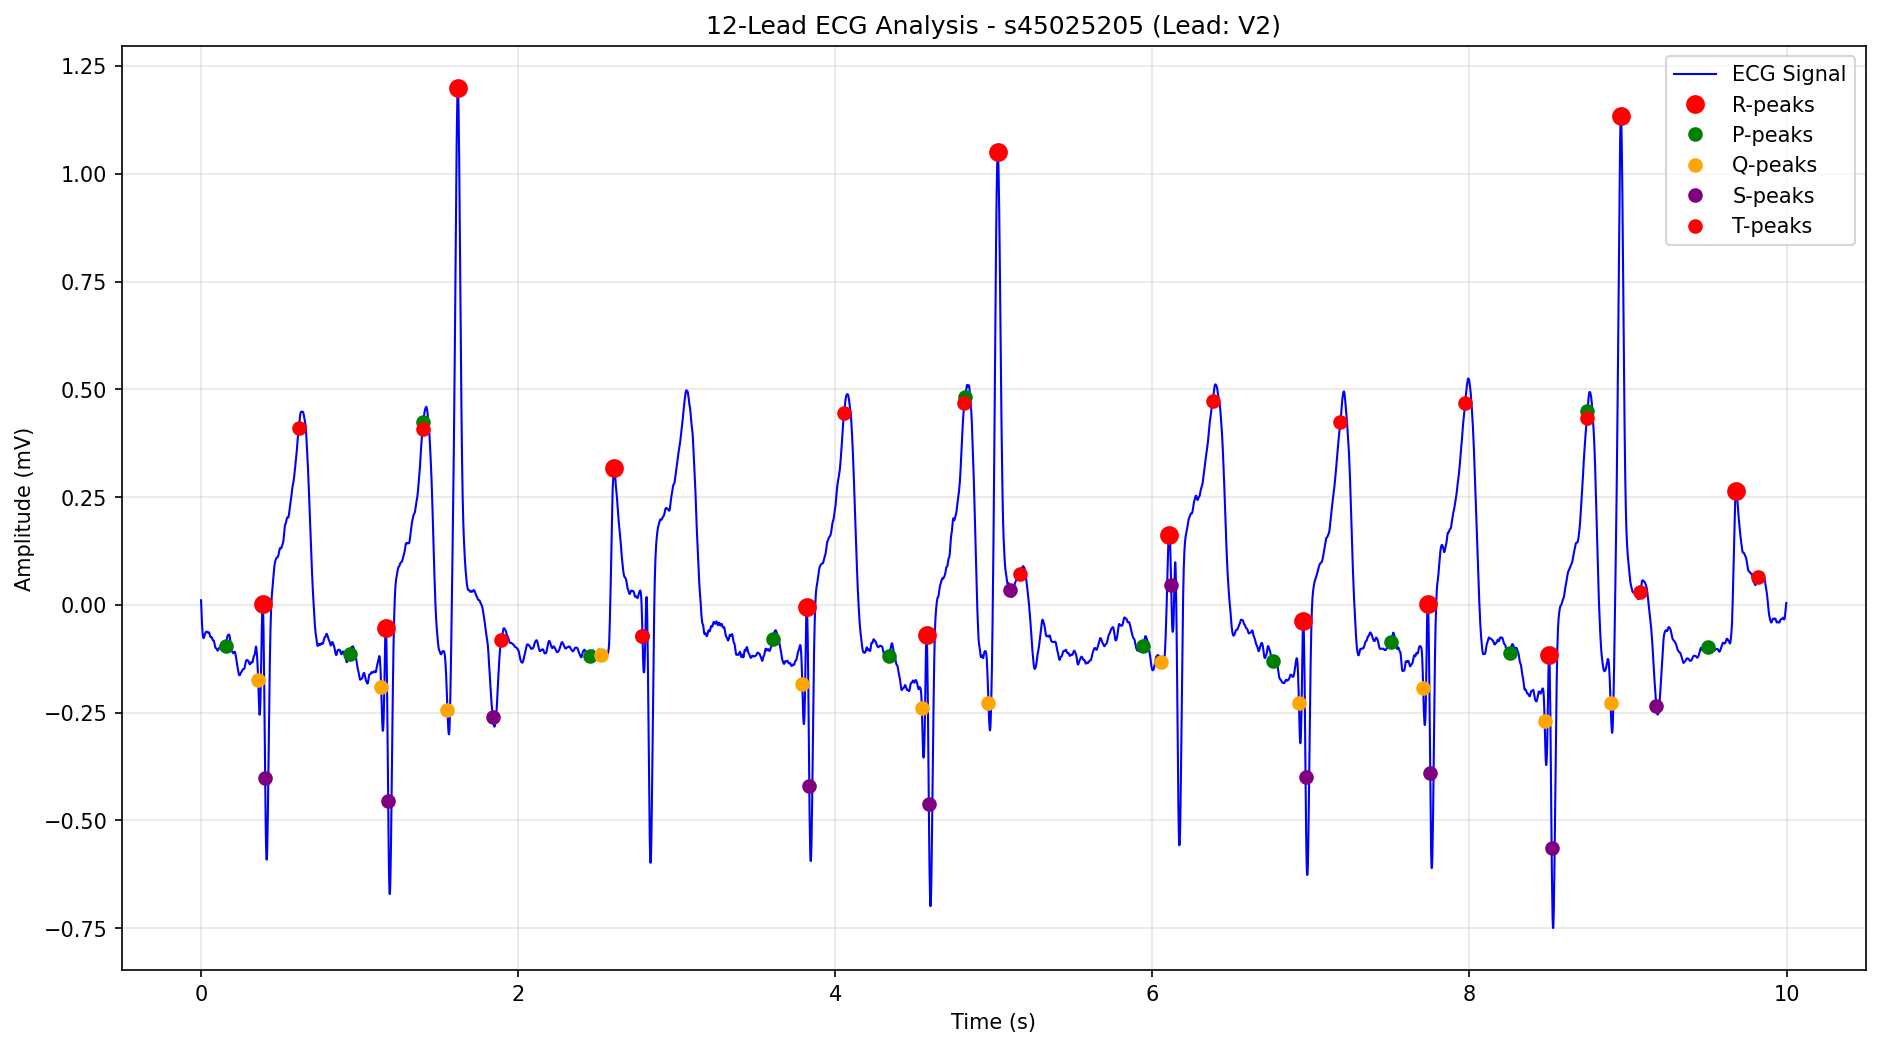 12-Lead ECG Analysis - s45025205 (Lead: V2)
ECG Signal
R-peaks
P-peaks
Q-peaks
S-peaks
T-peaks
Amplitude (mV)
1.25
1.00
0.75
0.50
0.25
0.00
−0.25
−0.50
−0.75
0 2 4 6 8 10
Time (s)